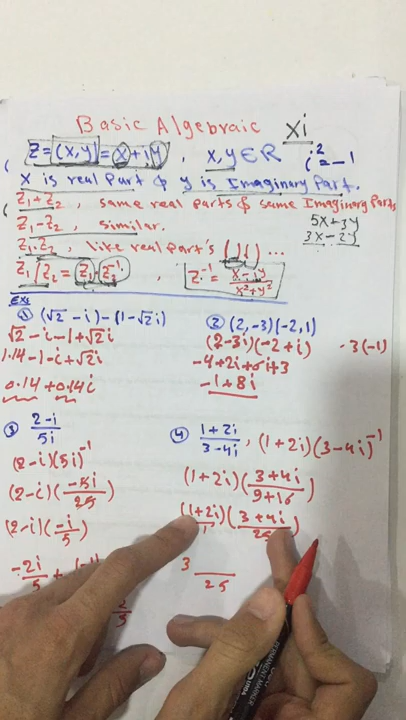 Basic Algebraic
xi
Z=(x,y)=x+iy , x,y∈R i²=-1
X is real Part & y is Imaginary Part.
Z1+Z2, same real parts & same Imaginary Parts
Z1-Z2, similar.
5x+3y
3x-2y
Z1.Z2, like real part's ( )( ) ...
Z1/Z2 = Z1.Z2⁻¹ , Z⁻¹ = (x-iy)/(x²+y²)
Ex:
① (√2-i)-i(1-√2i)
√2-i-1+√2i
1.14-1-i+√2i
0.14+0.14i
② (2,-3)(-2,1)
(2-3i)(-2+i) -3(-1)
-4+2i+6i+3
-1+8i
③ (2-i)/5i
(2-i)(5i)⁻¹
(2-i)(-5i/25)
(2-i)(-i/5)
-2i/5 +
④ (1+2i)/(3-4i) , (1+2i)(3-4i)⁻¹
(1+2i)((3+4i)/(9+16))
(1+2i)/1 ((3+4i)/25)
3 /25